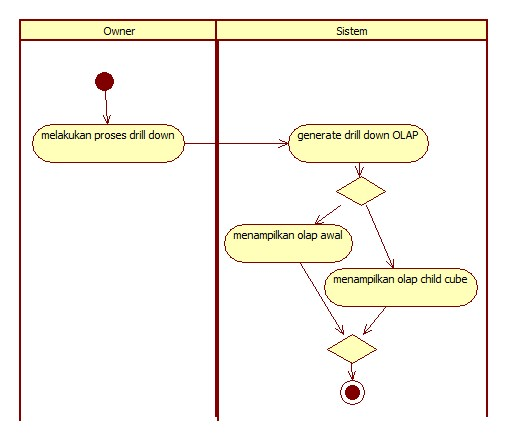 Owner
Sistem
melakukan proses drill down
generate drill down OLAP
menampilkan olap awal
menampilkan olap child cube